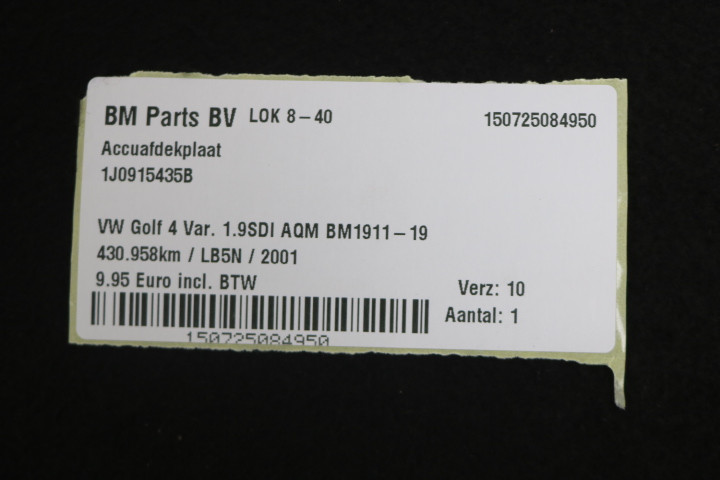 BM Parts BV LOK 8-40 150725084950
Accuafdekplaat
1J0915435B
VW Golf 4 Var. 1.9SDI AQM BM1911-19
430.958km / LB5N / 2001
9.95 Euro incl. BTW Verz: 10
Aantal: 1
150725084950